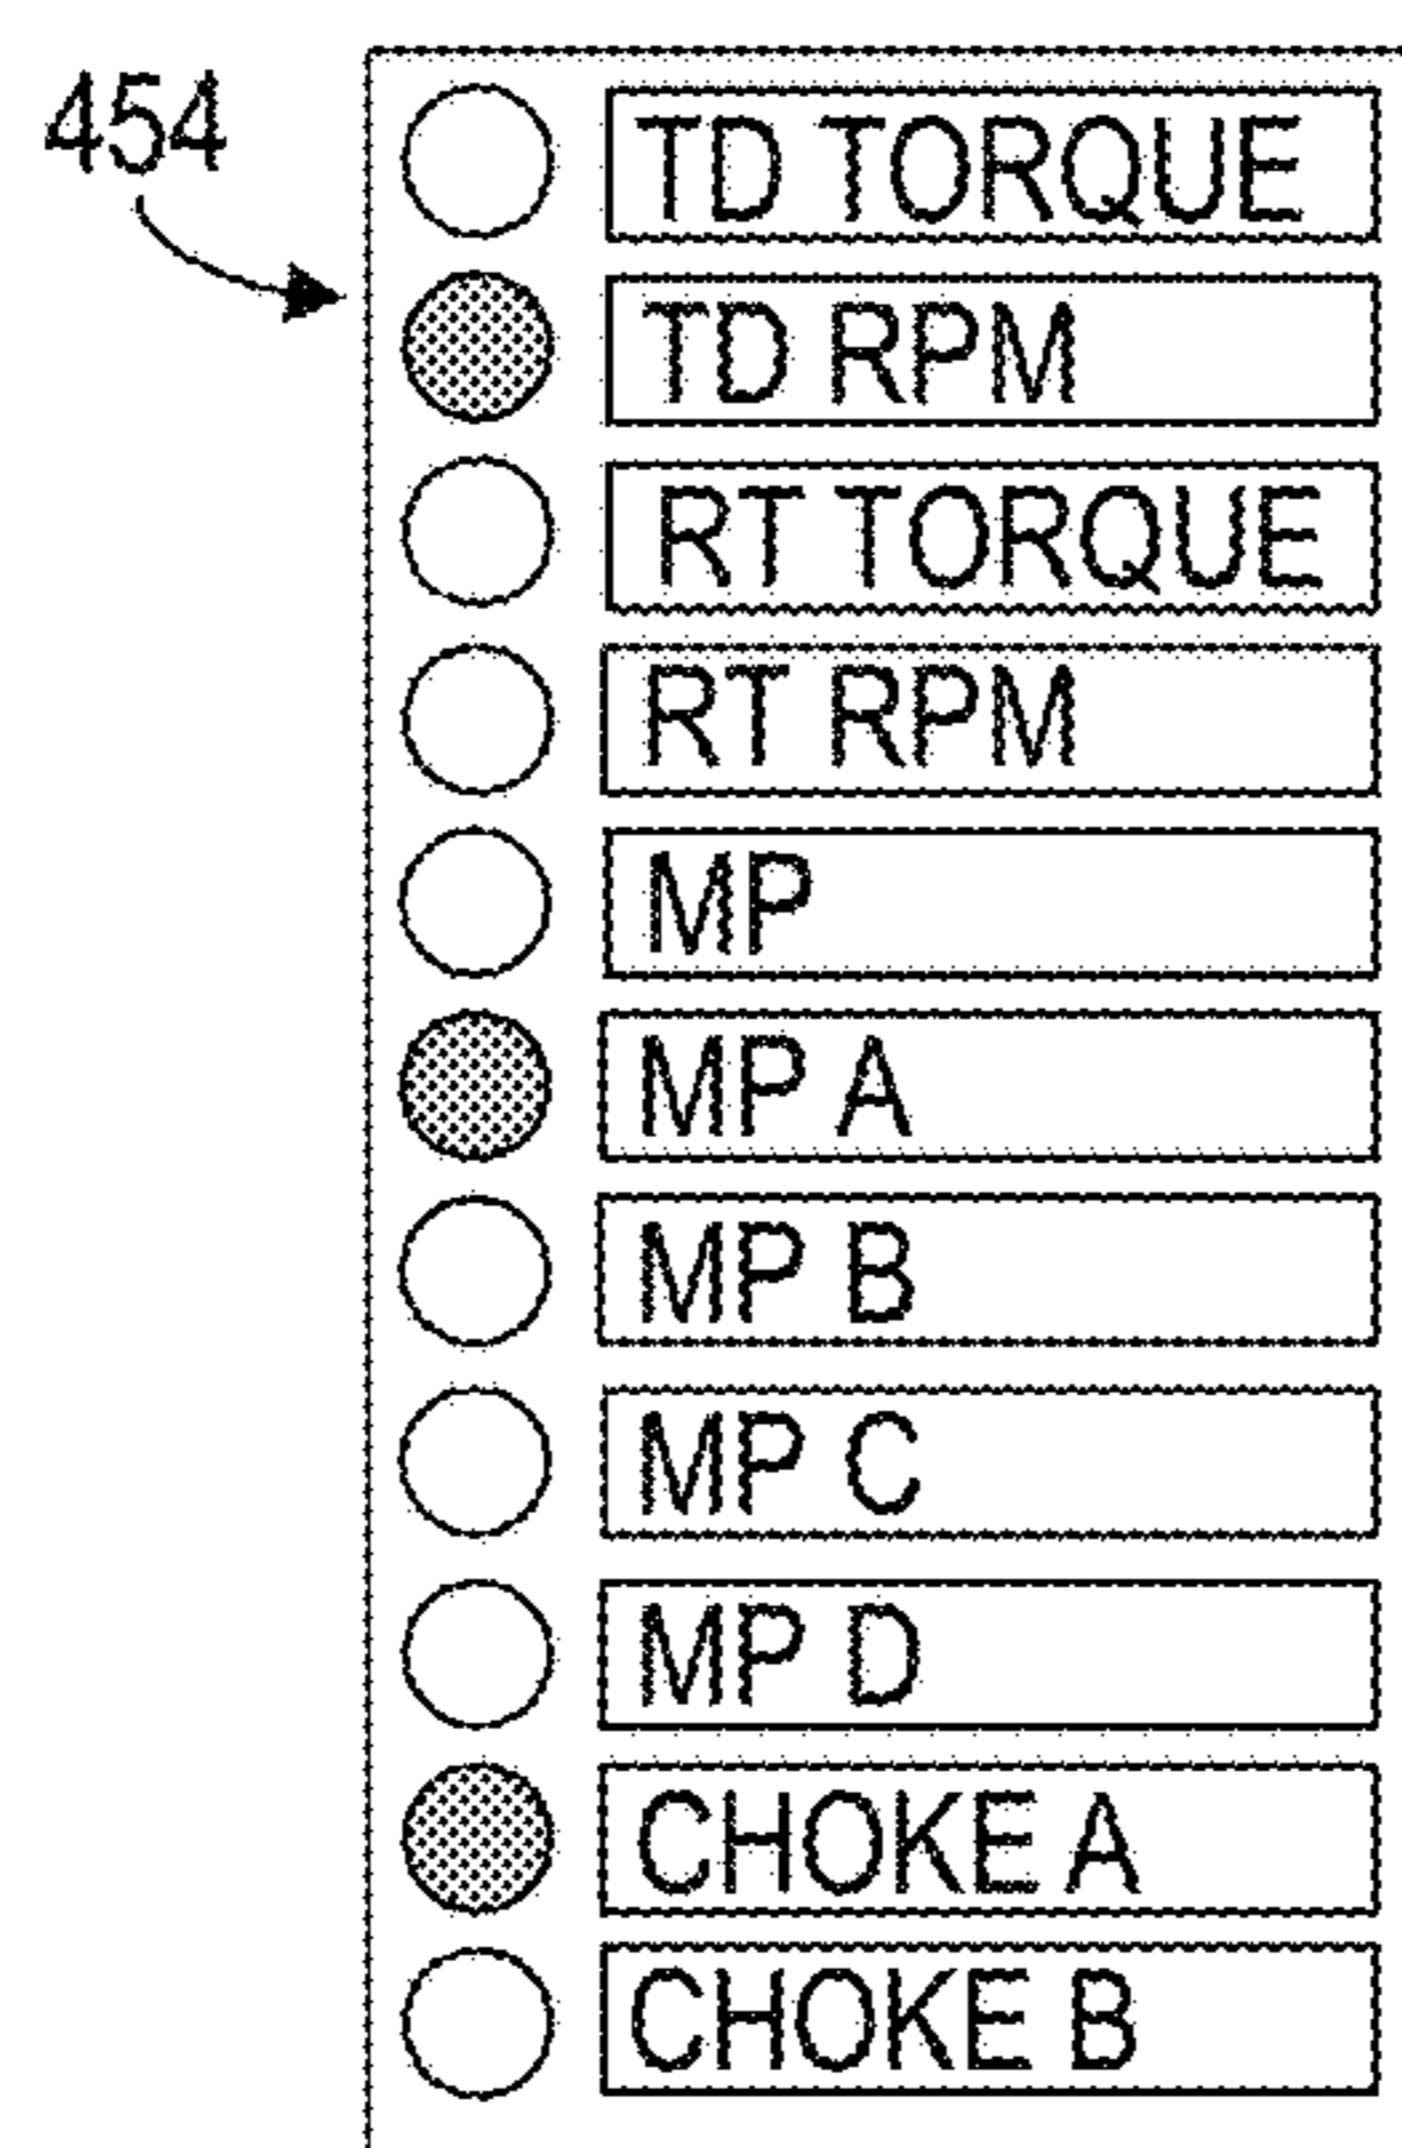 454
TD TORQUE
TD RPM
RT TORQUE
RT RPM
MP
MP A
MP B
MP C
MP D
CHOKE A
CHOKE B